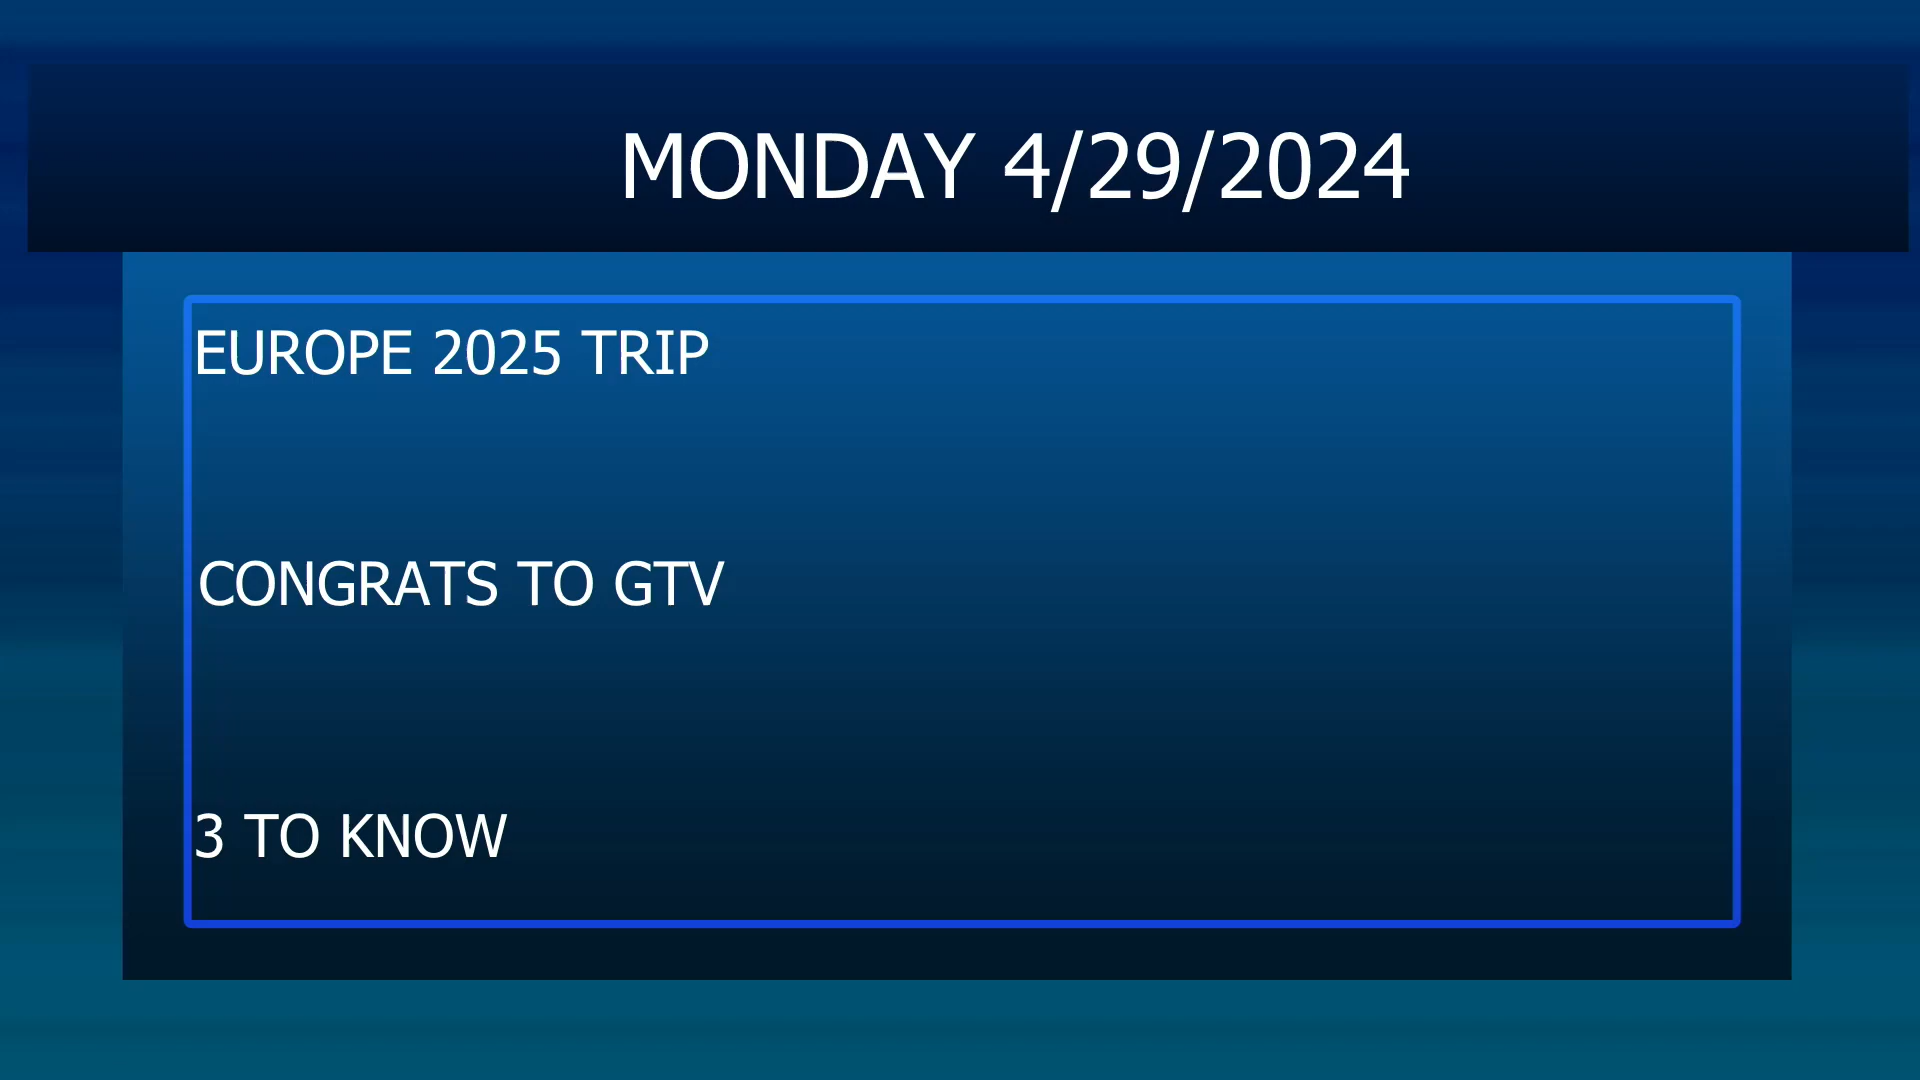 MONDAY 4/29/2024
EUROPE 2025 TRIP
CONGRATS TO GTV
3 TO KNOW